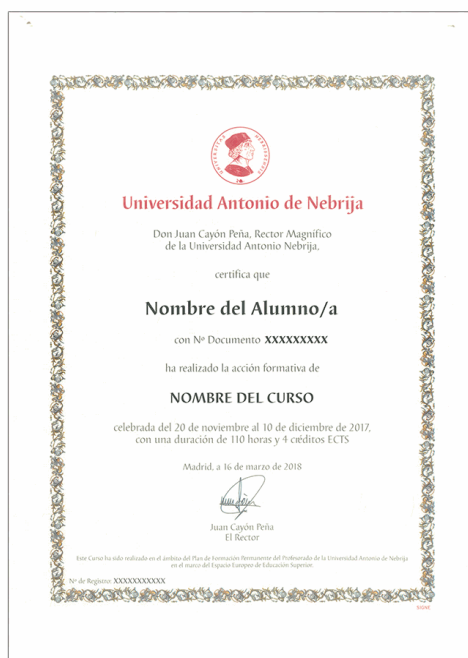 Universidad Antonio de Nebrija
Don Juan Cayón Peña, Rector Magnífico
de la Universidad Antonio Nebrija,
certifica que
Nombre del Alumno/a
con Nº Documento XXXXXXXXX
ha realizado la acción formativa de
NOMBRE DEL CURSO
celebrada del 20 de noviembre al 10 de diciembre de 2017,
con una duración de 110 horas y 4 créditos ECTS
Madrid, a 16 de marzo de 2018
Juan Cayón Peña
El Rector
Este Curso ha sido realizado en el ámbito del Plan de Formación Permanente del Profesorado de la Universidad Antonio de Nebrija
en el marco del Espacio Europeo de Educación Superior.
Nº de Registro: XXXXXXXXXXX